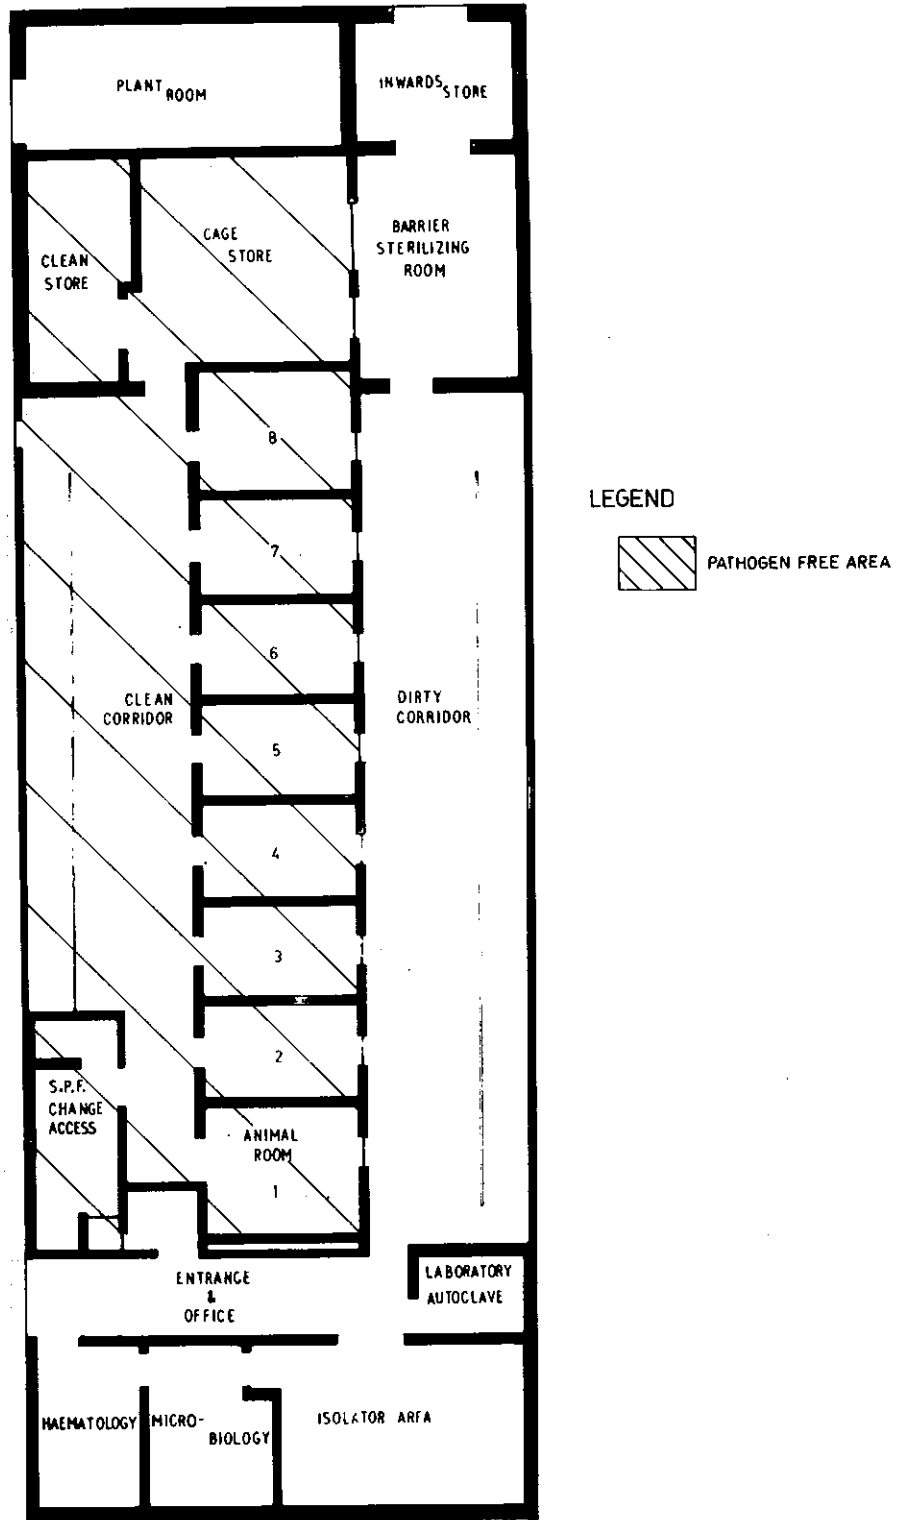 PLANT ROOM
INWARDS STORE
CAGE
STORE
BARRIER
STERILIZING
ROOM
CLEAN
STORE
8
LEGEND
7
PATHOGEN FREE AREA
6
CLEAN
CORRIDOR
DIRTY
CORRIDOR
5
4
3
2
S.P.F.
CHANGE
ACCESS
ANIMAL
ROOM
1
ENTRANCE
&
OFFICE
LABORATORY
AUTOCLAVE
HAEMATOLOGY
MICRO-
BIOLOGY
ISOLATOR AREA